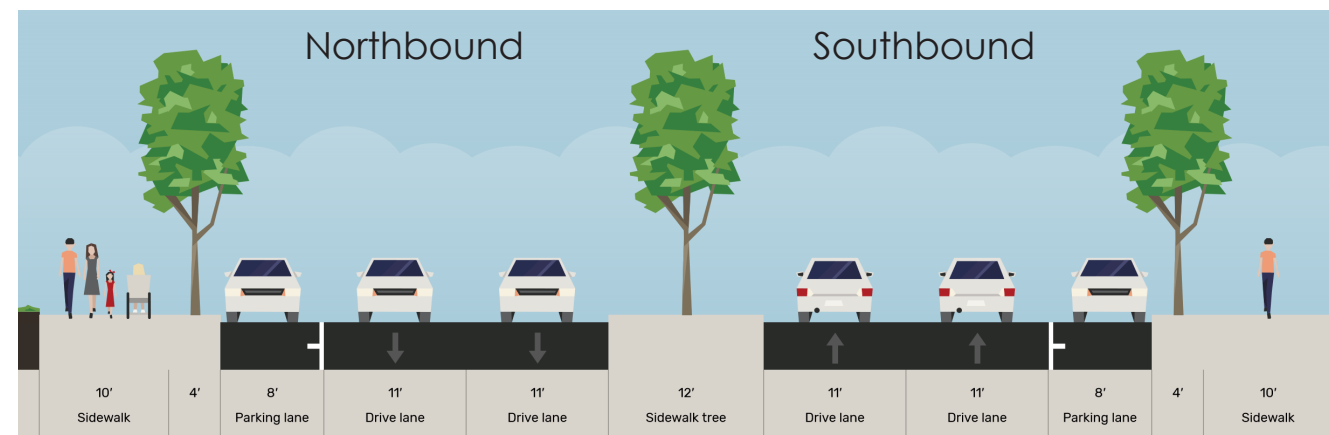 Northbound
Southbound
10’
Sidewalk
4’
8’
Parking lane
11’
Drive lane
11’
Drive lane
12’
Sidewalk tree
11’
Drive lane
11’
Drive lane
8’
Parking lane
4’
10’
Sidewalk